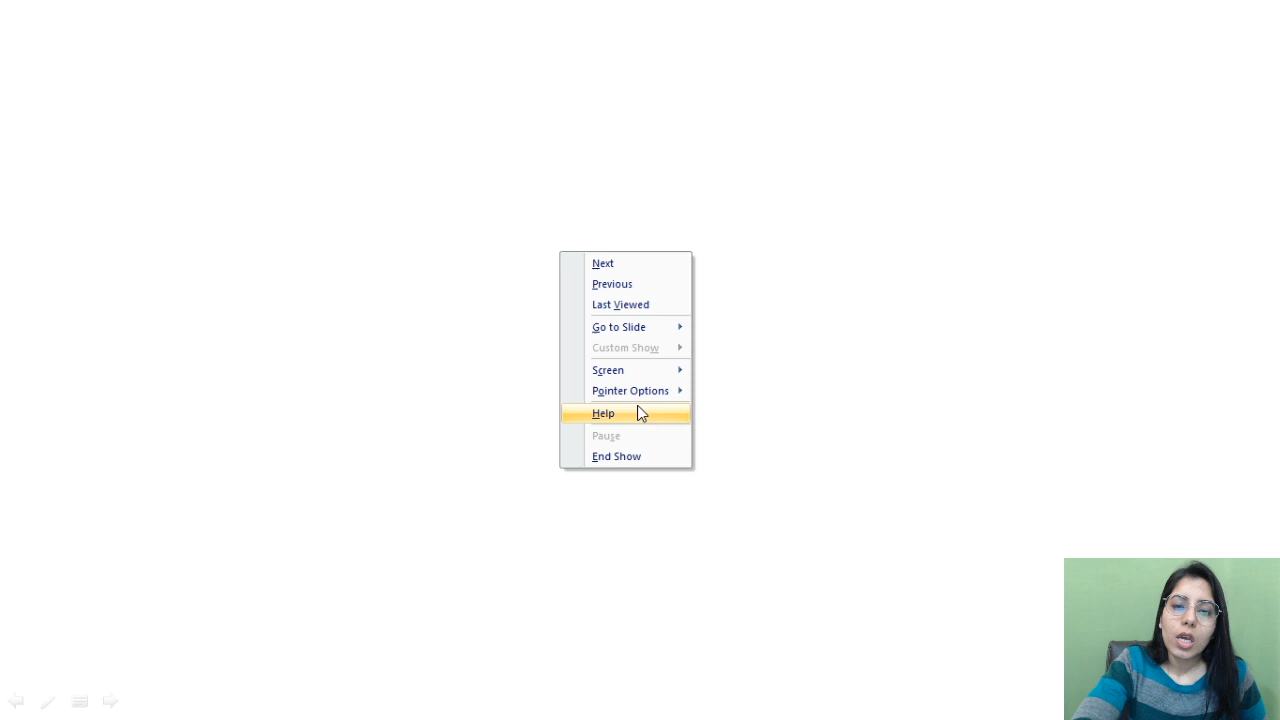 Next
Previous
Last Viewed
Go to Slide
Custom Show
Screen
Pointer Options
Help
Pause
End Show